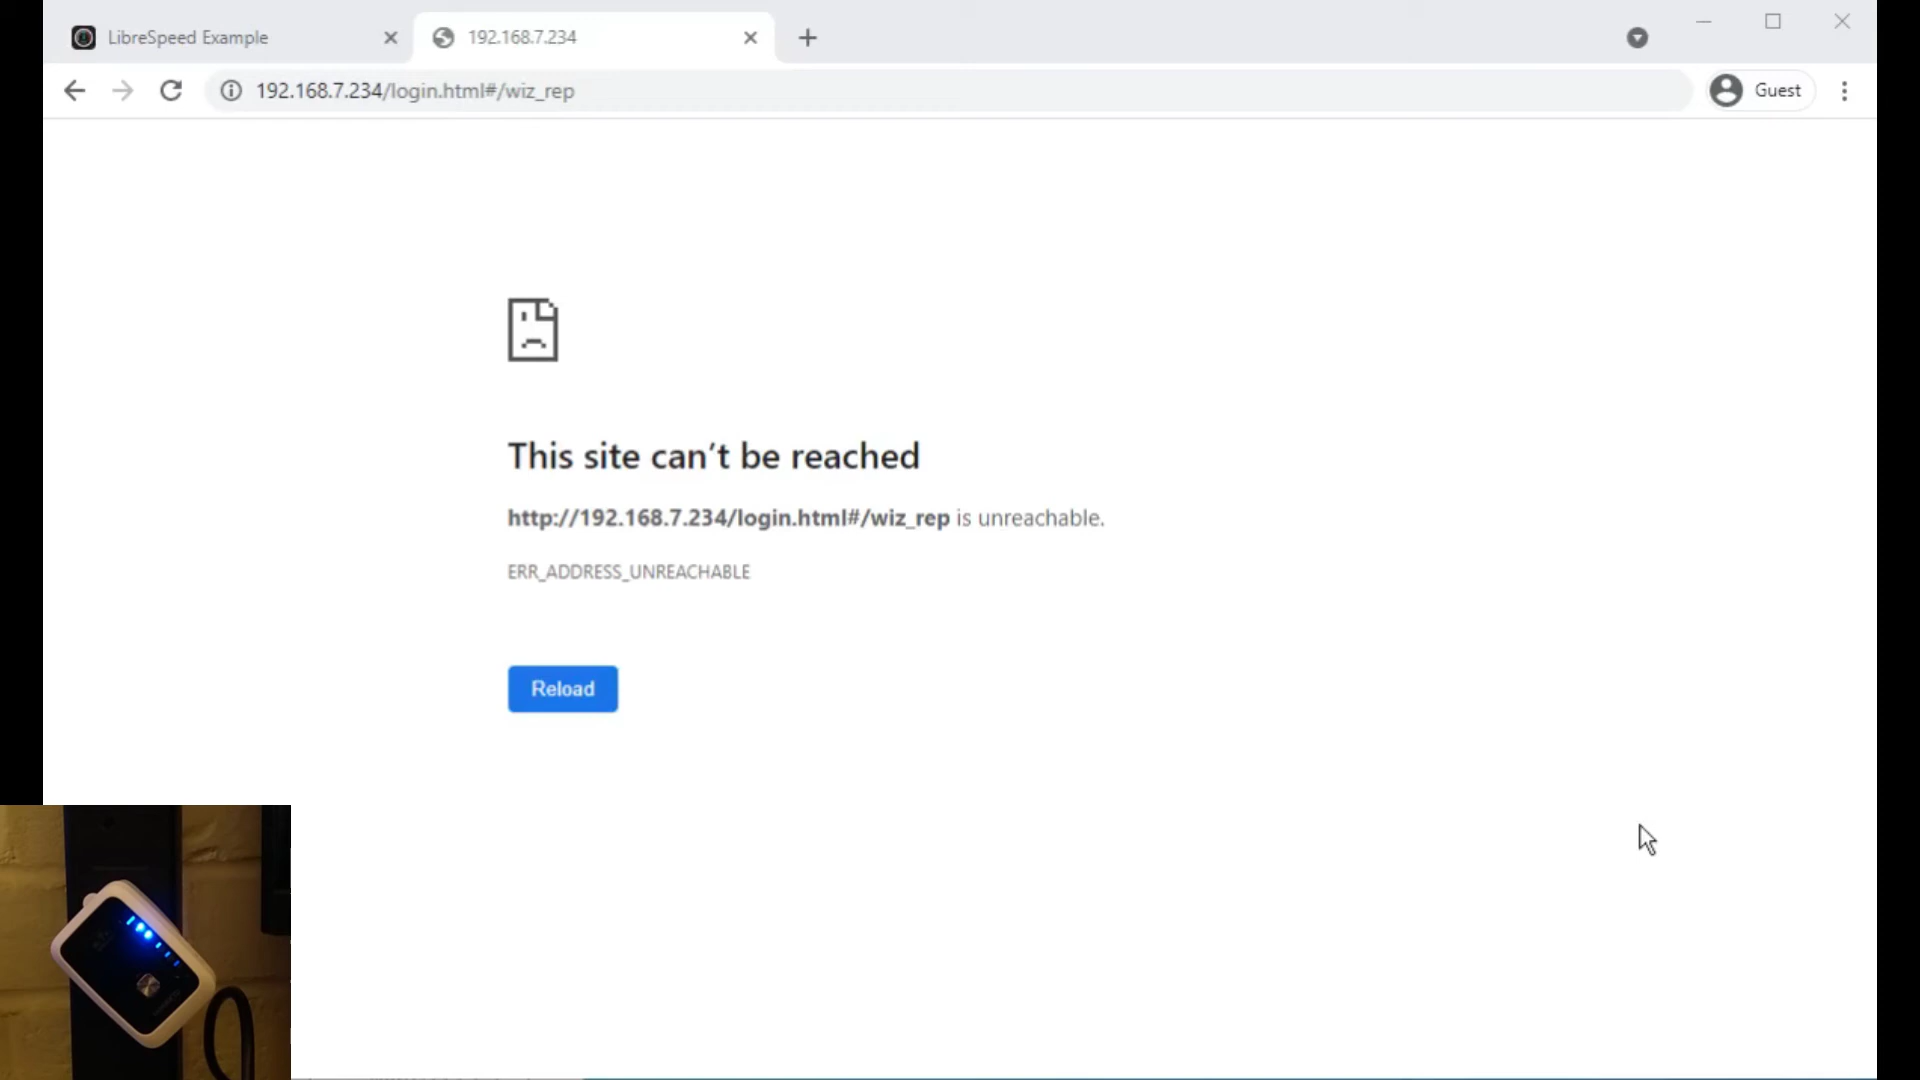 LibreSpeed Example
192.168.7.234
192.168.7.234/login.html#/wiz_rep
Guest
This site can't be reached
http://192.168.7.234/login.html#/wiz_rep is unreachable.
ERR_ADDRESS_UNREACHABLE
Reload